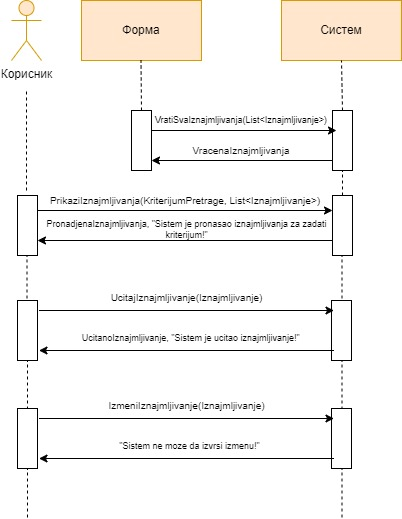 Форма
Систем
Корисник
VratiSvaIznajmljivanja(List<Iznajmljivanje>)
VracenaIznajmljivanja
PrikaziIznajmljivanja(KriterijumPretrage, List<Iznajmljivanje>)
PronadjenaIznajmljivanja, "Sistem je pronasao iznajmljivanja za zadati
kriterijum!"
UcitajIznajmljivanje(Iznajmljivanje)
UcitanoIznajmljivanje, "Sistem je ucitao iznajmljivanje!"
IzmeniIznajmljivanje(Iznajmljivanje)
"Sistem ne moze da izvrsi izmenu!"